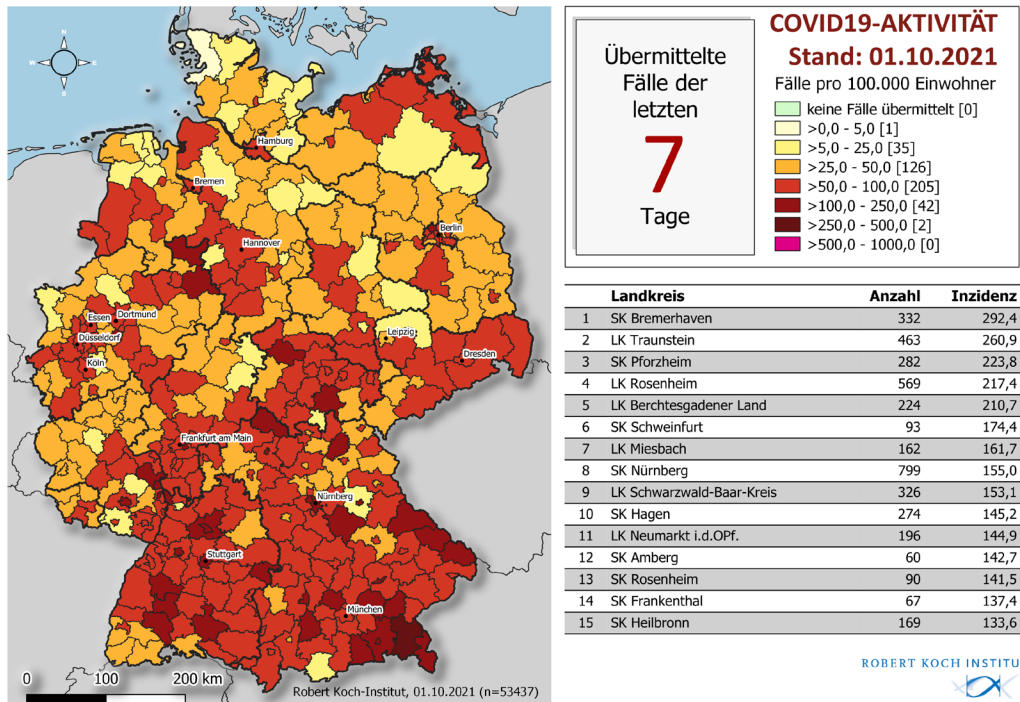 N
W
E
S
Hamburg
Bremen
Berlin
Hannover
Essen
Dortmund
Düsseldorf
Leipzig
Köln
Dresden
Frankfurt am Main
Nürnberg
Stuttgart
München
0 100 200 km
Robert Koch-Institut, 01.10.2021 (n=53437)
Übermittelte
Fälle der
letzten
7
Tage
COVID19-AKTIVITÄT
Stand: 01.10.2021
Fälle pro 100.000 Einwohner
keine Fälle übermittelt [0]
>0,0 - 5,0 [1]
>5,0 - 25,0 [35]
>25,0 - 50,0 [126]
>50,0 - 100,0 [205]
>100,0 - 250,0 [42]
>250,0 - 500,0 [2]
>500,0 - 1000,0 [0]
Landkreis Anzahl Inzidenz
1 SK Bremerhaven 332 292,4
2 LK Traunstein 463 260,9
3 SK Pforzheim 282 223,8
4 LK Rosenheim 569 217,4
5 LK Berchtesgadener Land 224 210,7
6 SK Schweinfurt 93 174,4
7 LK Miesbach 162 161,7
8 SK Nürnberg 799 155,0
9 LK Schwarzwald-Baar-Kreis 326 153,1
10 SK Hagen 274 145,2
11 LK Neumarkt i.d.OPf. 196 144,9
12 SK Amberg 60 142,7
13 SK Rosenheim 90 141,5
14 SK Frankenthal 67 137,4
15 SK Heilbronn 169 133,6
ROBERT KOCH INSTITU